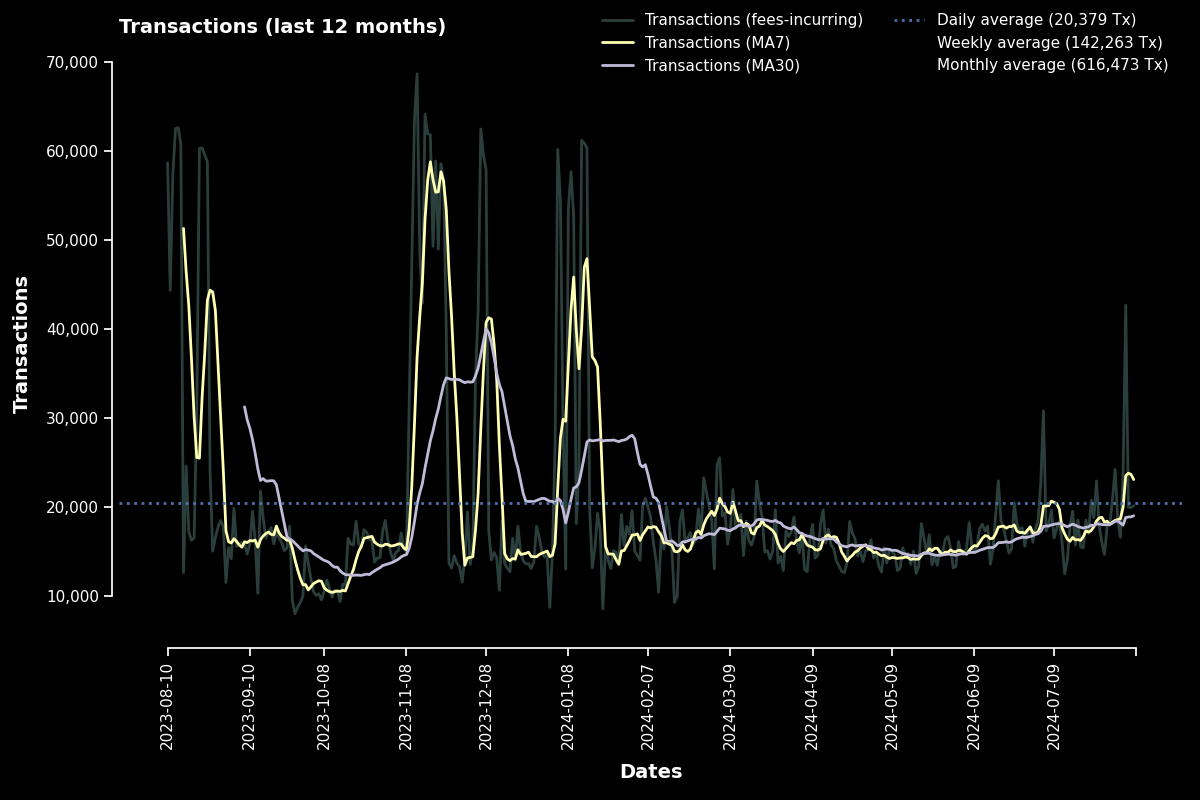 Transactions (last 12 months)
Transactions (fees-incurring)
Transactions (MA7)
Transactions (MA30)
Daily average (20,379 Tx)
Weekly average (142,263 Tx)
Monthly average (616,473 Tx)
Transactions
70,000
60,000
50,000
40,000
30,000
20,000
10,000
2023-08-10
2023-09-10
2023-10-08
2023-11-08
2023-12-08
2024-01-08
2024-02-07
2024-03-09
2024-04-09
2024-05-09
2024-06-09
2024-07-09
Dates